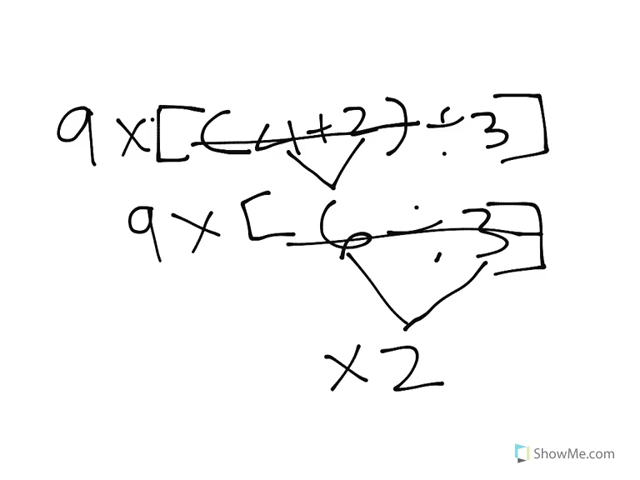 9 × [(4+2) ÷ 3]
9 × [6 ÷ 3]
× 2
ShowMe.com